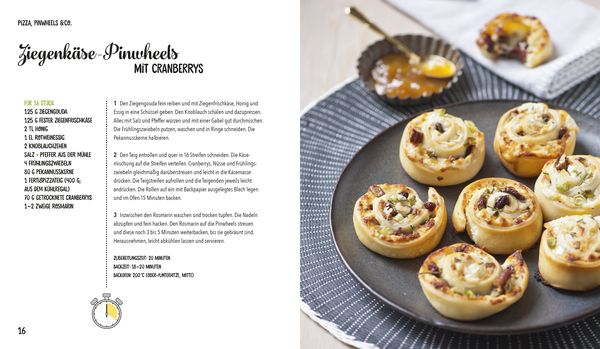 PIZZA, PINWHEELS & CO.
Ziegenkäse-Pinwheels
MIT CRANBERRYS
FÜR 16 STÜCK
125 G ZIEGENGOUDA
125 G FESTER ZIEGENFRISCHKÄSE
2 TL HONIG
1 EL ROTWEINESSIG
2 KNOBLAUCHZEHEN
SALZ · PFEFFER AUS DER MÜHLE
4 FRÜHLINGSZWIEBELN
80 G PEKANNUSSKERNE
1 FERTIGPIZZATEIG (400 G;
AUS DEM KÜHLREGAL)
70 G GETROCKNETE CRANBERRYS
1–2 ZWEIGE ROSMARIN
1 Den Ziegengouda fein reiben und mit Ziegenfrischkäse, Honig und
Essig in eine Schüssel geben. Den Knoblauch schälen und dazupressen.
Alles mit Salz und Pfeffer würzen und mit einer Gabel gut durchmischen.
Die Frühlingszwiebeln putzen, waschen und in Ringe schneiden. Die
Pekannusskerne halbieren.
2 Den Teig entrollen und quer in 16 Streifen schneiden. Die Käse-
mischung auf die Streifen verteilen. Cranberrys, Nüsse und Frühlings-
zwiebeln gleichmäßig darüberstreuen und leicht in die Käsemasse
drücken. Die Teigstreifen aufrollen und die Teigenden jeweils leicht
andrücken. Die Rollen auf ein mit Backpapier ausgelegtes Blech legen
und im Ofen 15 Minuten backen.
3 Inzwischen den Rosmarin waschen und trocken tupfen. Die Nadeln
abzupfen und fein hacken. Den Rosmarin auf die Pinwheels streuen
und diese noch 3 bis 5 Minuten weiterbacken, bis sie gebräunt sind.
Herausnehmen, leicht abkühlen lassen und servieren.
ZUBEREITUNGSZEIT: 20 MINUTEN
BACKZEIT: 18–20 MINUTEN
BACKOFEN: 200 °C (OBER-/UNTERHITZE, MITTE)
16